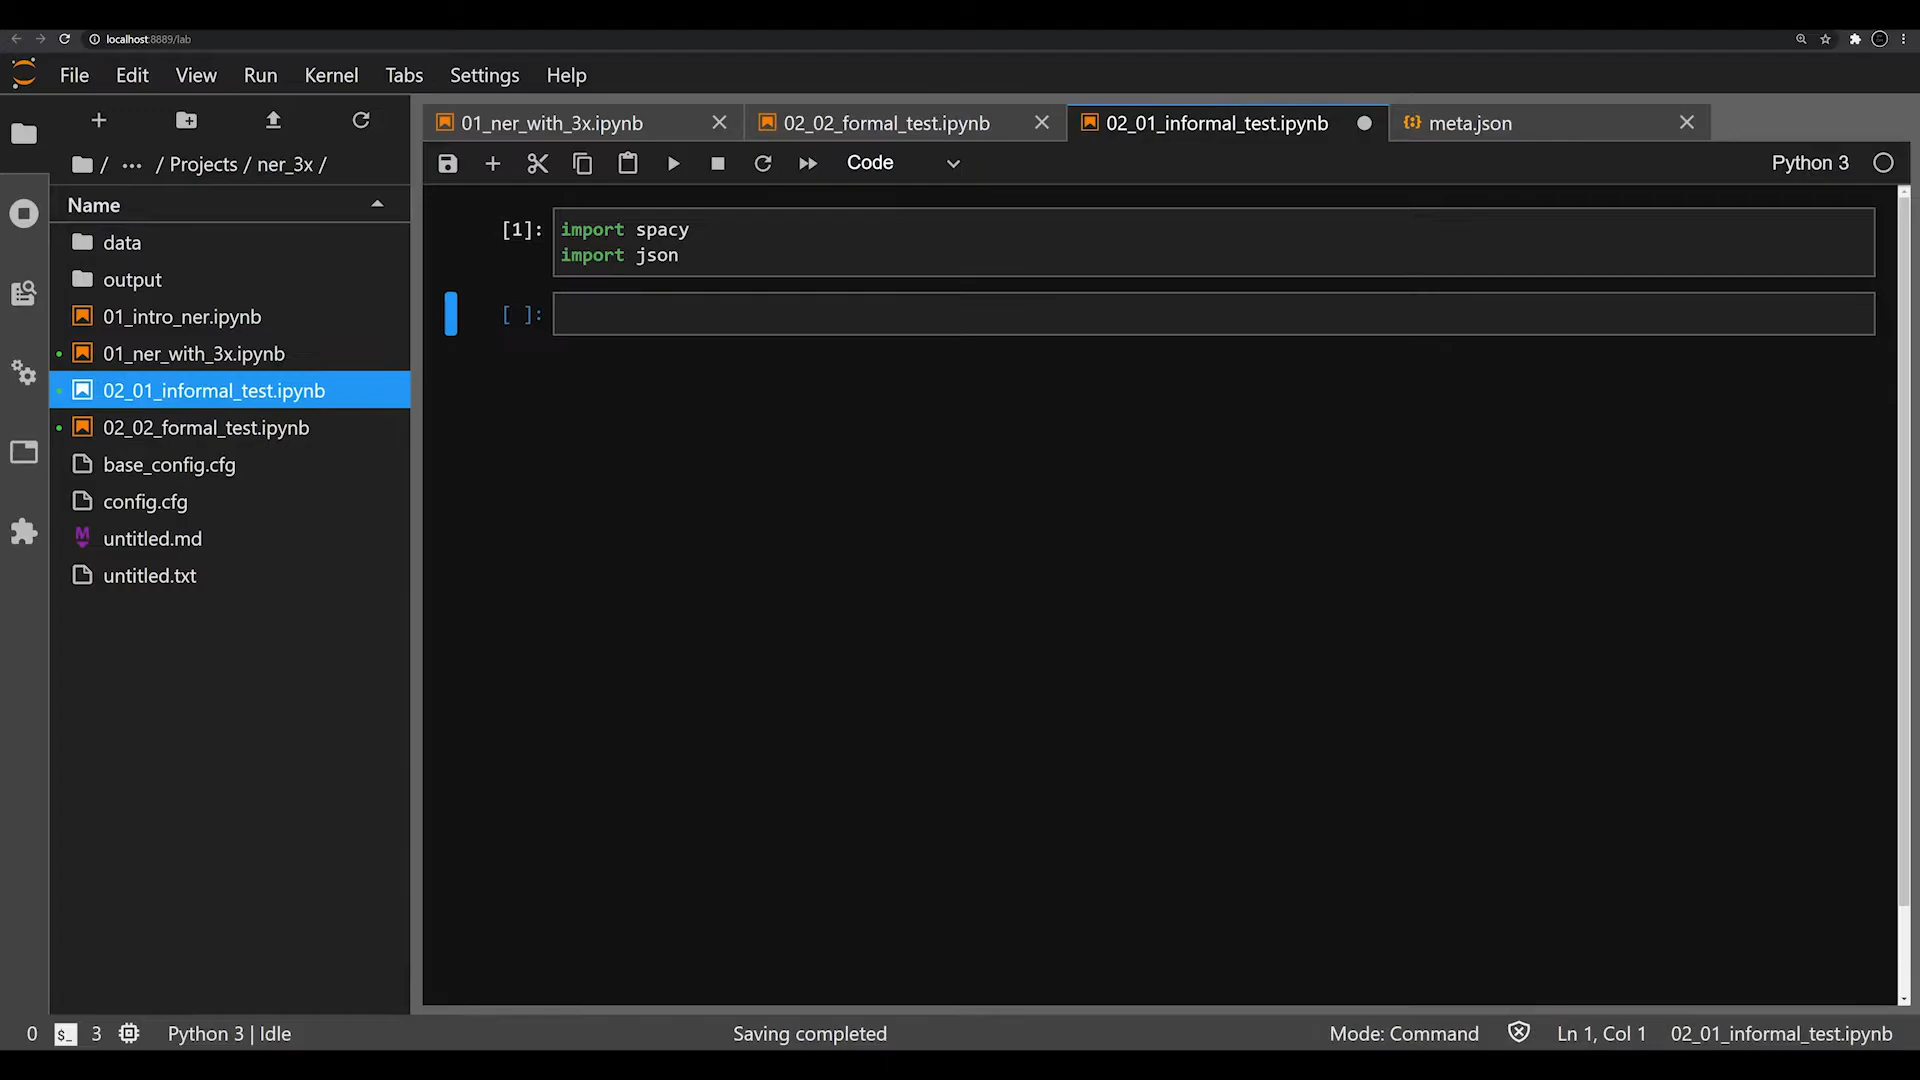 localhost:8889/lab
File Edit View Run Kernel Tabs Settings Help
/ ··· / Projects / ner_3x /
Name
data
output
01_intro_ner.ipynb
01_ner_with_3x.ipynb
02_01_informal_test.ipynb
02_02_formal_test.ipynb
base_config.cfg
config.cfg
untitled.md
untitled.txt
01_ner_with_3x.ipynb 02_02_formal_test.ipynb 02_01_informal_test.ipynb meta.json
Code Python 3
[1]: import spacy
import json
[ ]:
0 $_ 3 Python 3 | Idle Saving completed Mode: Command Ln 1, Col 1 02_01_informal_test.ipynb